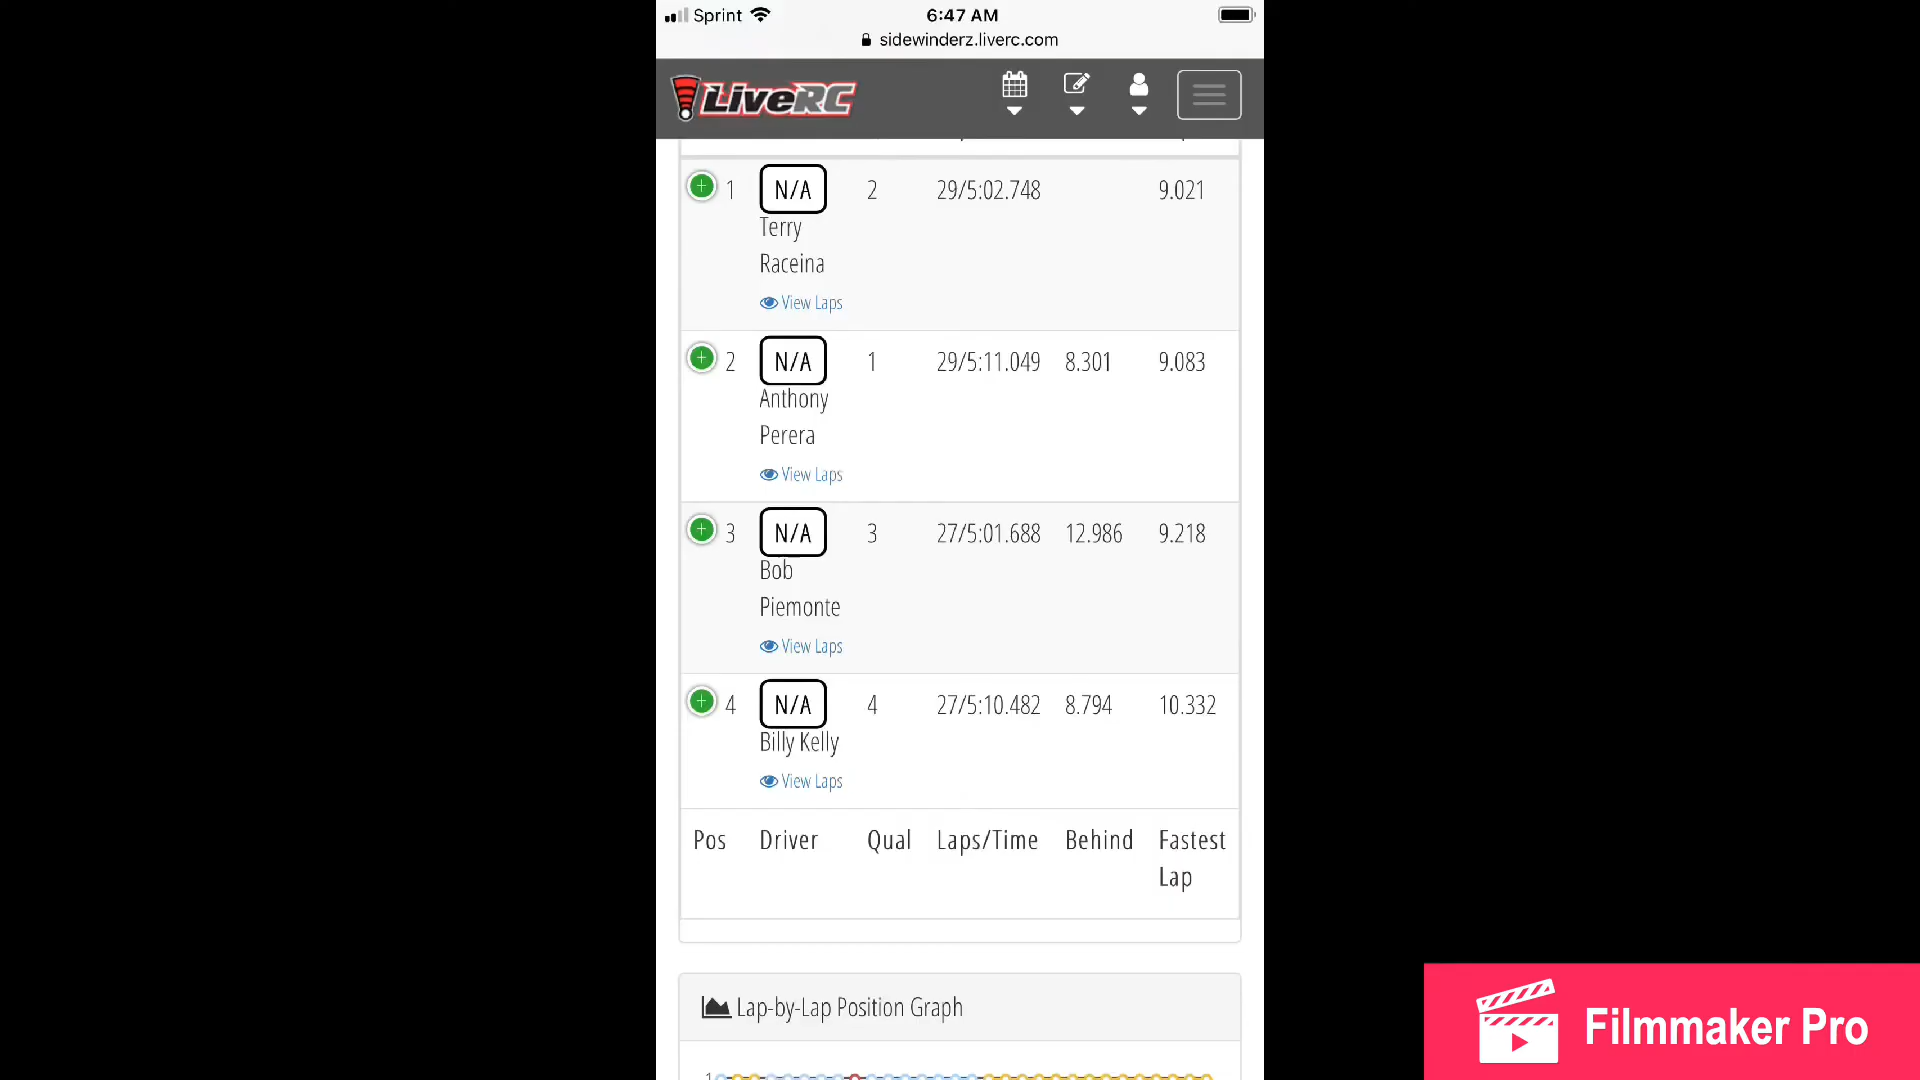 Sprint 6:47 AM
sidewinderz.liverc.com
LiveRC
1 N/A 2 29/5:02.748 9.021
Terry
Raceina
View Laps
2 N/A 1 29/5:11.049 8.301 9.083
Anthony
Perera
View Laps
3 N/A 3 27/5:01.688 12.986 9.218
Bob
Piemonte
View Laps
4 N/A 4 27/5:10.482 8.794 10.332
Billy Kelly
View Laps
Pos Driver Qual Laps/Time Behind Fastest
Lap
Lap-by-Lap Position Graph
Filmmaker Pro